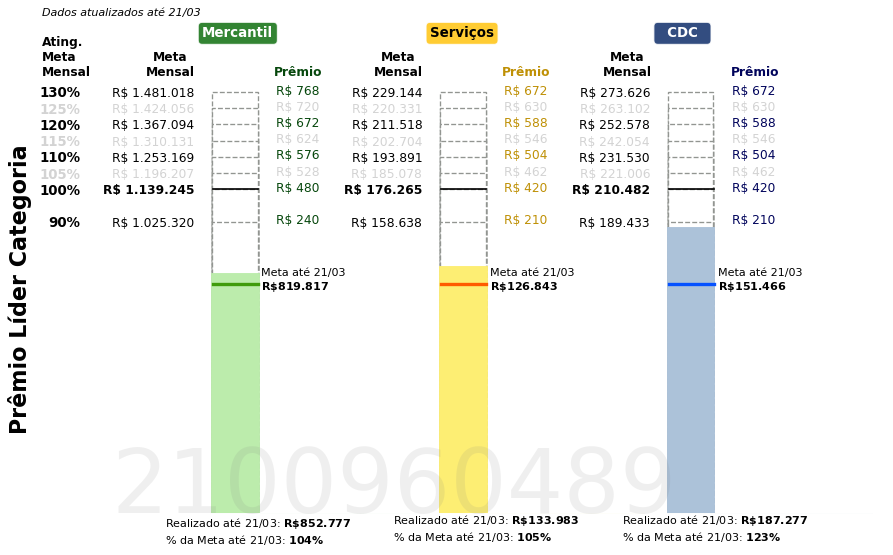 Dados atualizados até 21/03
Mercantil Serviços CDC
Ating. Meta Mensal Meta Mensal Prêmio Meta Mensal Prêmio Meta Mensal Prêmio
130% R$ 1.481.018 R$ 768 R$ 229.144 R$ 672 R$ 273.626 R$ 672
125% R$ 1.424.056 R$ 720 R$ 220.331 R$ 630 R$ 263.102 R$ 630
120% R$ 1.367.094 R$ 672 R$ 211.518 R$ 588 R$ 252.578 R$ 588
115% R$ 1.310.131 R$ 624 R$ 202.704 R$ 546 R$ 242.054 R$ 546
110% R$ 1.253.169 R$ 576 R$ 193.891 R$ 504 R$ 231.530 R$ 504
105% R$ 1.196.207 R$ 528 R$ 185.078 R$ 462 R$ 221.006 R$ 462
100% R$ 1.139.245 R$ 480 R$ 176.265 R$ 420 R$ 210.482 R$ 420
90% R$ 1.025.320 R$ 240 R$ 158.638 R$ 210 R$ 189.433 R$ 210
Meta até 21/03 Meta até 21/03 Meta até 21/03
R$819.817 R$126.843 R$151.466
Prêmio Líder Categoria
2100960489
Realizado até 21/03: R$852.777 Realizado até 21/03: R$133.983 Realizado até 21/03: R$187.277
% da Meta até 21/03: 104% % da Meta até 21/03: 105% % da Meta até 21/03: 123%